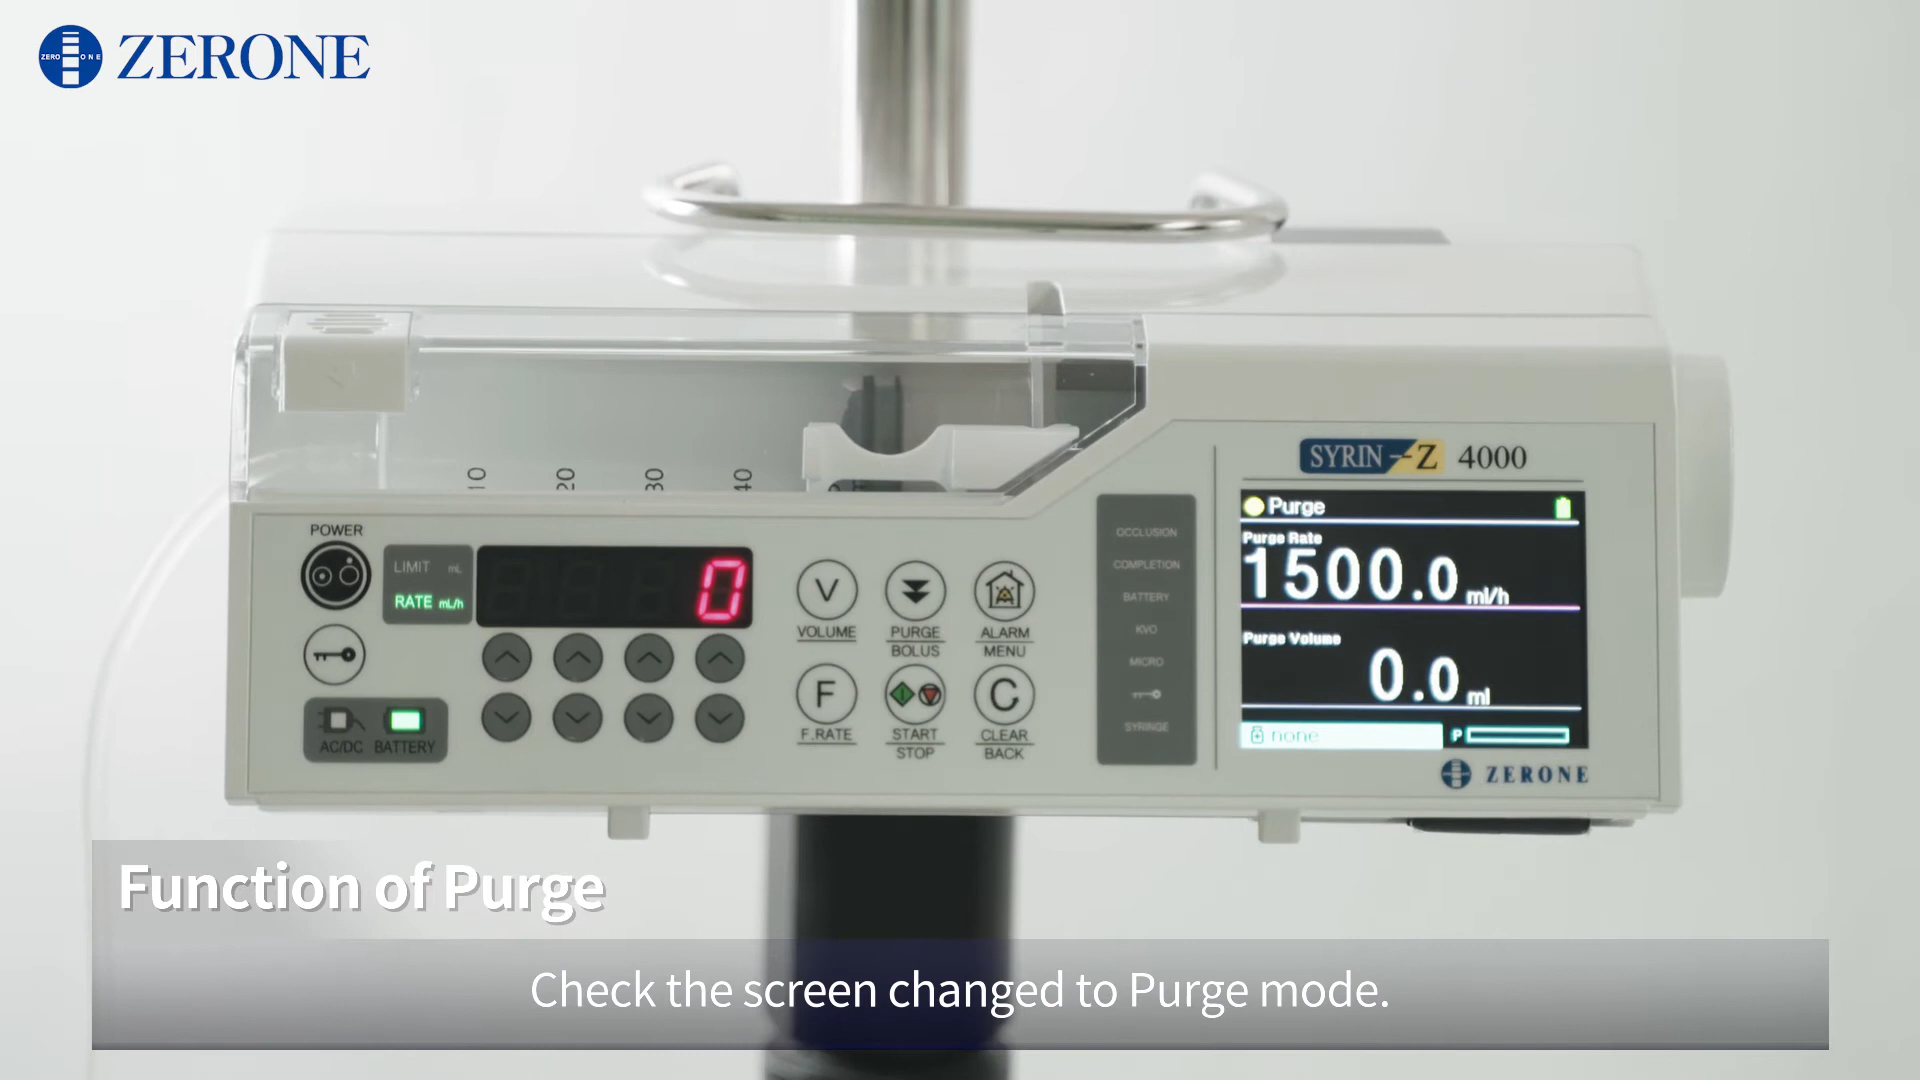 ZERO ONE ZERONE
10 20 30 40
SYRIN-Z 4000
POWER
LIMIT mL
RATE mL/h
0
V
VOLUME
PURGE
BOLUS
ALARM
MENU
F
F.RATE
START
STOP
C
CLEAR
BACK
AC/DC BATTERY
OCCLUSION
COMPLETION
BATTERY
KVO
MICRO
SYRINGE
Purge
Purge Rate
1500.0 ml/h
Purge Volume
0.0 ml
none P
ZERONE
Function of Purge
Check the screen changed to Purge mode.